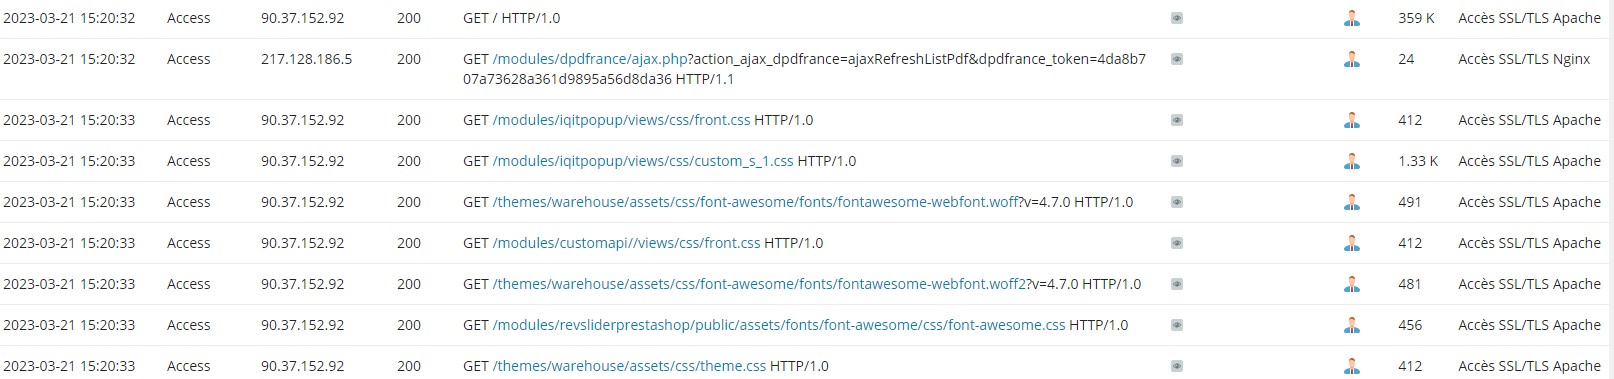 2023-03-21 15:20:32 Access 90.37.152.92 200 GET / HTTP/1.0 359 K Accès SSL/TLS Apache
2023-03-21 15:20:32 Access 217.128.186.5 200 GET /modules/dpdfrance/ajax.php?action_ajax_dpdfrance=ajaxRefreshListPdf&dpdfrance_token=4da8b7 24 Accès SSL/TLS Nginx
07a73628a361d9895a56d8da36 HTTP/1.1
2023-03-21 15:20:33 Access 90.37.152.92 200 GET /modules/iqitpopup/views/css/front.css HTTP/1.0 412 Accès SSL/TLS Apache
2023-03-21 15:20:33 Access 90.37.152.92 200 GET /modules/iqitpopup/views/css/custom_s_1.css HTTP/1.0 1.33 K Accès SSL/TLS Apache
2023-03-21 15:20:33 Access 90.37.152.92 200 GET /themes/warehouse/assets/css/font-awesome/fonts/fontawesome-webfont.woff?v=4.7.0 HTTP/1.0 491 Accès SSL/TLS Apache
2023-03-21 15:20:33 Access 90.37.152.92 200 GET /modules/customapi//views/css/front.css HTTP/1.0 412 Accès SSL/TLS Apache
2023-03-21 15:20:33 Access 90.37.152.92 200 GET /themes/warehouse/assets/css/font-awesome/fonts/fontawesome-webfont.woff2?v=4.7.0 HTTP/1.0 481 Accès SSL/TLS Apache
2023-03-21 15:20:33 Access 90.37.152.92 200 GET /modules/revsliderprestashop/public/assets/fonts/font-awesome/css/font-awesome.css HTTP/1.0 456 Accès SSL/TLS Apache
2023-03-21 15:20:33 Access 90.37.152.92 200 GET /themes/warehouse/assets/css/theme.css HTTP/1.0 412 Accès SSL/TLS Apache